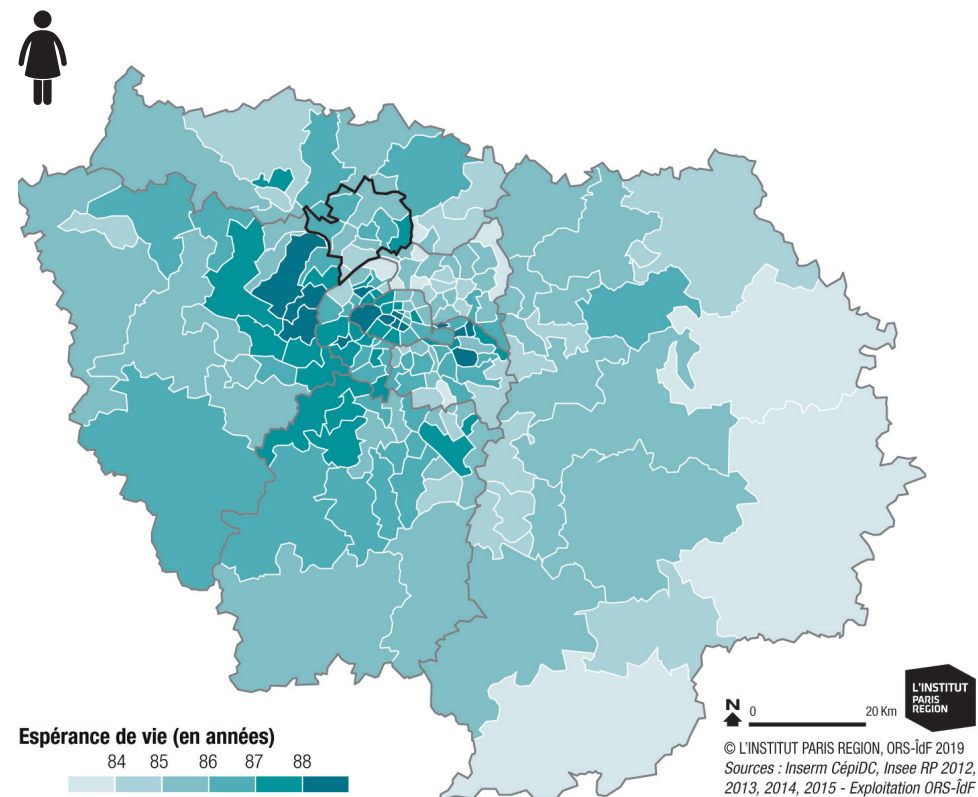 L'INSTITUT
PARIS
REGION
N
0 20 Km
Espérance de vie (en années)
84 85 86 87 88
© L'INSTITUT PARIS REGION, ORS-ÎdF 2019
Sources : Inserm CépiDC, Insee RP 2012,
2013, 2014, 2015 - Exploitation ORS-ÎdF